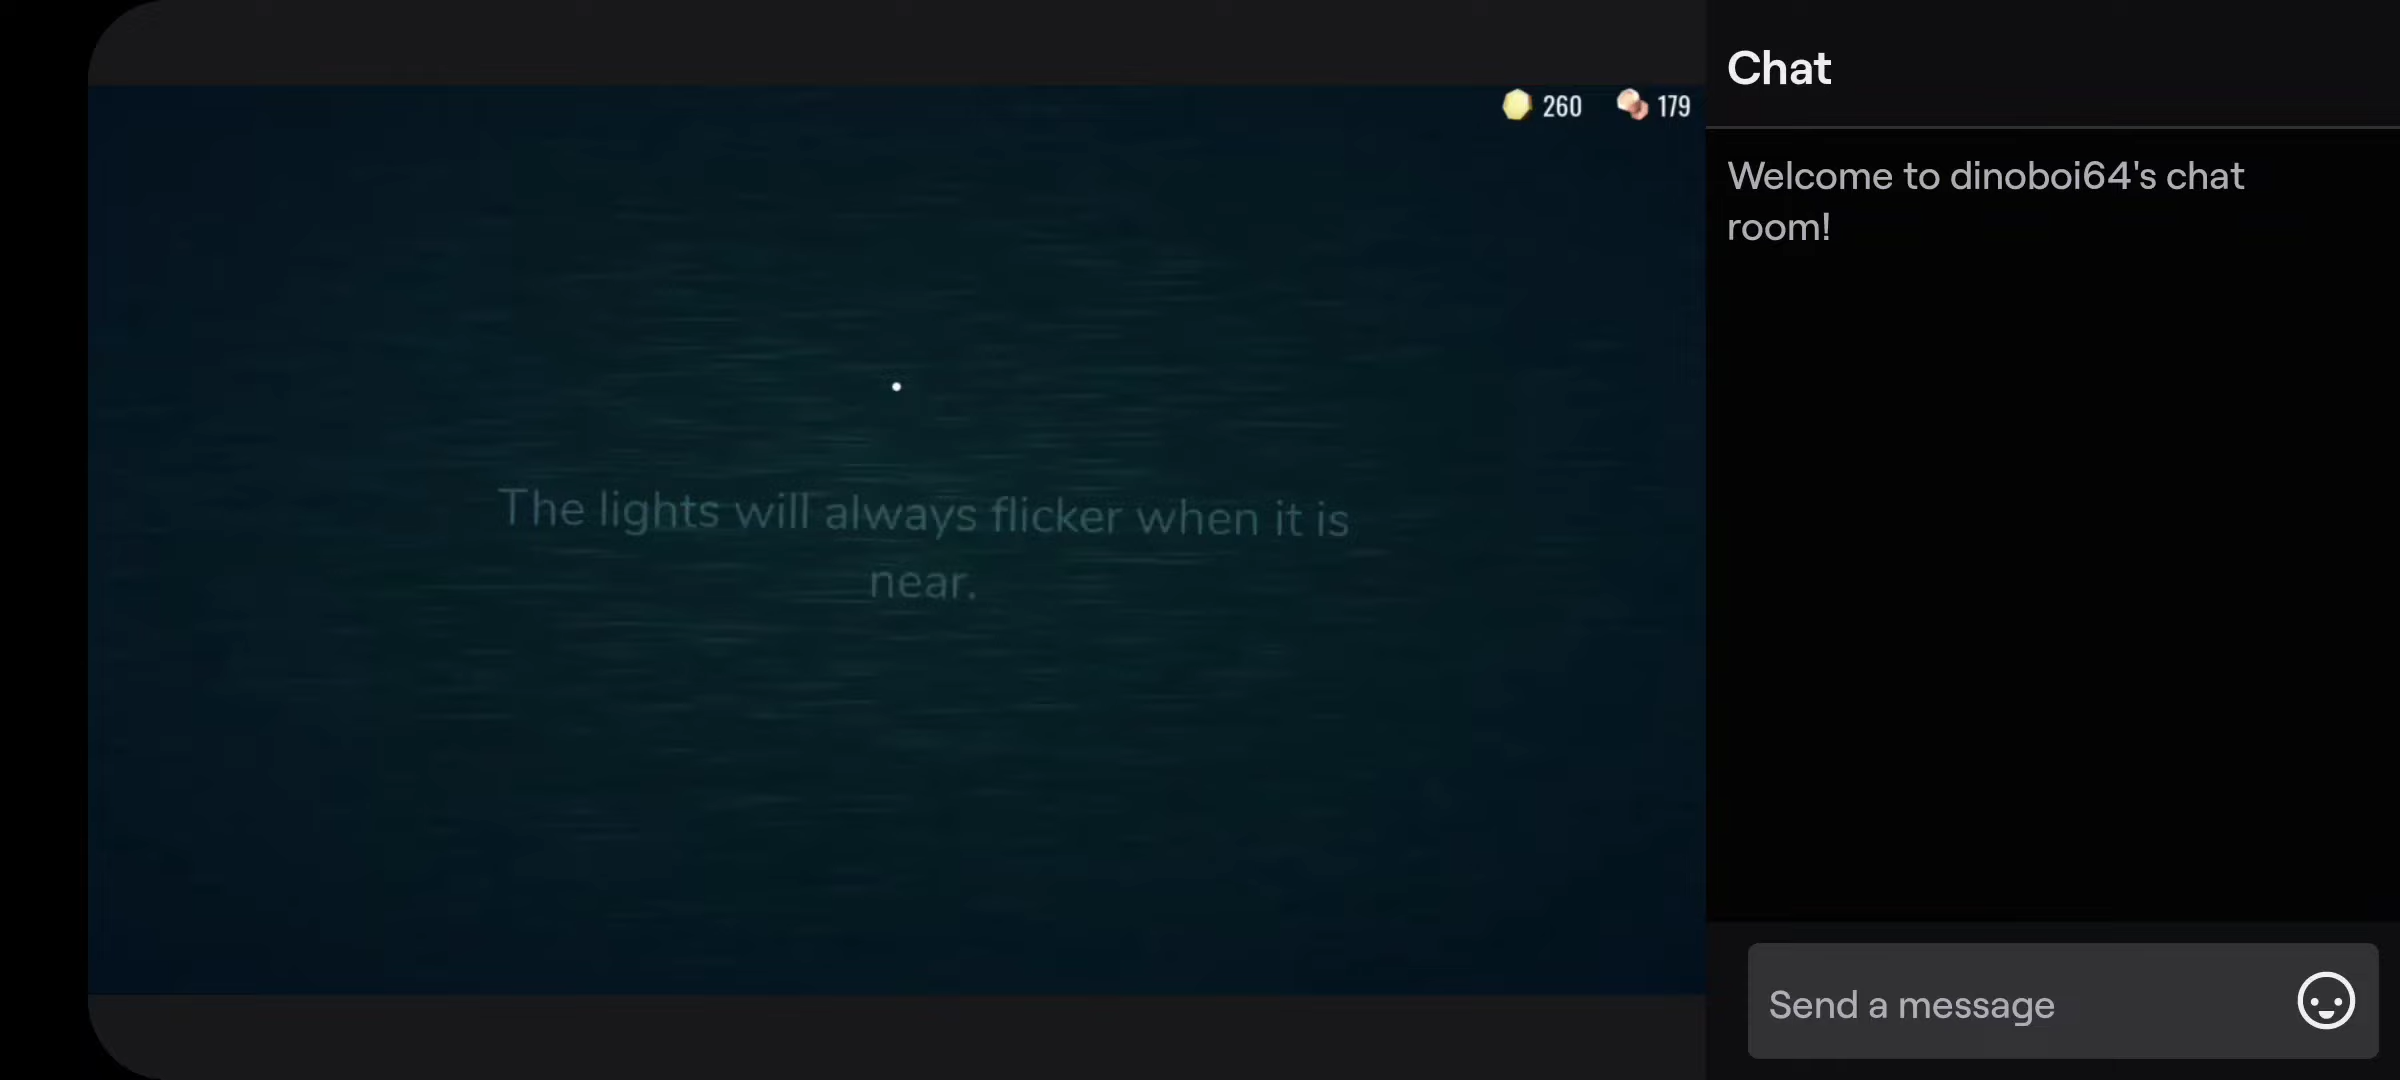 260 179
Chat
Welcome to dinoboi64's chat
room!
The lights will always flicker when it is
near.
Send a message